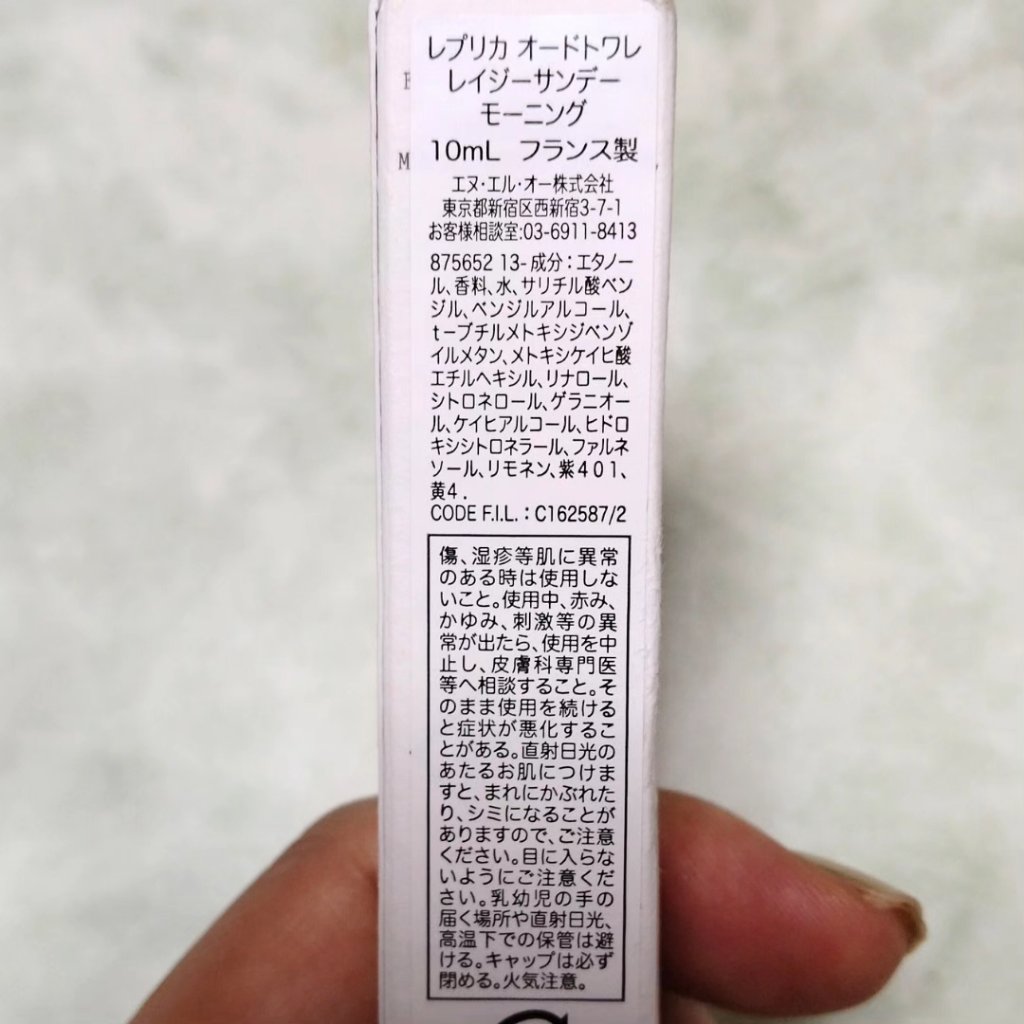 レプリカ オードトワレ
レイジーサンデー
モーニング
10mL フランス製
エヌ・エル・オー株式会社
東京都新宿区西新宿3-7-1
お客様相談室:03-6911-8413
875652 13- 成分：エタノー
ル、香料、水、サリチル酸ベン
ジル、ベンジルアルコール、
t－ブチルメトキシジベンゾ
イルメタン、メトキシケイヒ酸
エチルヘキシル、リナロール、
シトロネロール、ゲラニオー
ル、ケイヒアルコール、ヒドロ
キシシトロネラール、ファルネ
ソール、リモネン、紫401、
黄4.
CODE F.I.L. : C162587/2
傷、湿疹等肌に異常
のある時は使用しな
いこと。使用中、赤み、
かゆみ、刺激等の異
常が出たら、使用を中
止し、皮膚科専門医
等へ相談すること。そ
のまま使用を続ける
と症状が悪化するこ
とがある。直射日光の
あたるお肌につけま
すと、まれにかぶれた
り、シミになることが
ありますので、ご注意
ください。目に入らな
いようにご注意くだ
さい。乳幼児の手の
届く場所や直射日光、
高温下での保管は避
ける。キャップは必ず
閉める。火気注意。